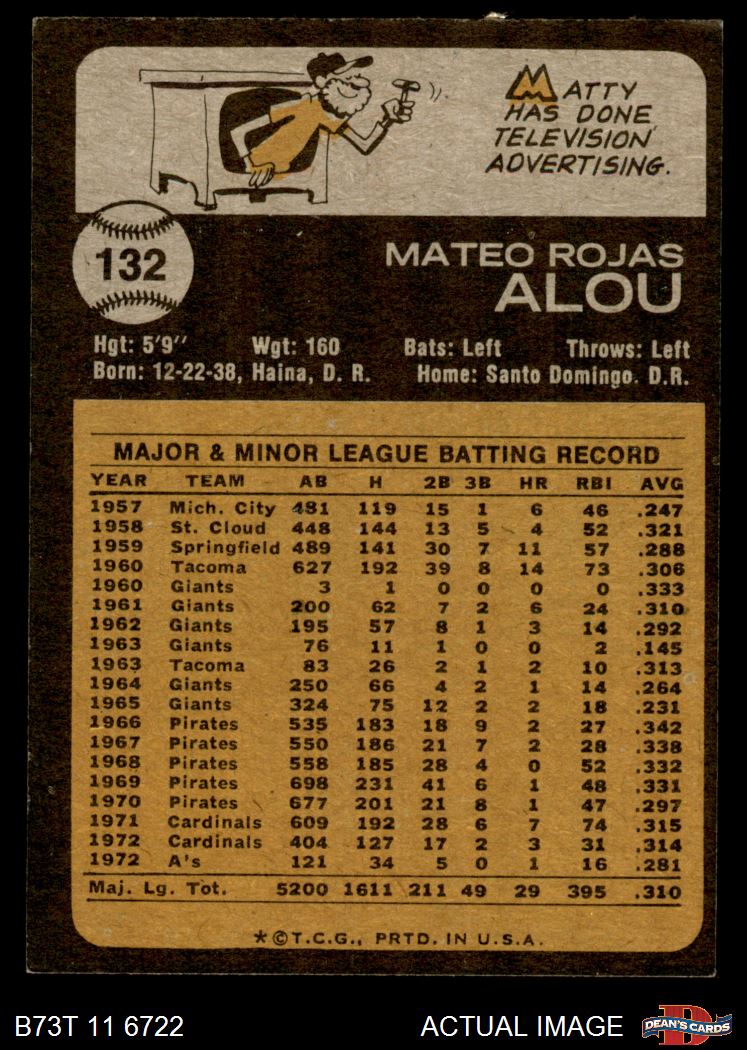 MATTY
HAS DONE
TELEVISION
ADVERTISING.
132
MATEO ROJAS
ALOU
Hgt: 5'9" Wgt: 160 Bats: Left Throws: Left
Born: 12-22-38, Haina, D. R. Home: Santo Domingo. D.R.
MAJOR & MINOR LEAGUE BATTING RECORD
YEAR TEAM AB H 2B 3B HR RBI AVG
1957 Mich. City 481 119 15 1 6 46 .247
1958 St. Cloud 448 144 13 5 4 52 .321
1959 Springfield 489 141 30 7 11 57 .288
1960 Tacoma 627 192 39 8 14 73 .306
1960 Giants 3 1 0 0 0 0 .333
1961 Giants 200 62 7 2 6 24 .310
1962 Giants 195 57 8 1 3 14 .292
1963 Giants 76 11 1 0 0 2 .145
1963 Tacoma 83 26 2 1 2 10 .313
1964 Giants 250 66 4 2 1 14 .264
1965 Giants 324 75 12 2 2 18 .231
1966 Pirates 535 183 18 9 2 27 .342
1967 Pirates 550 186 21 7 2 28 .338
1968 Pirates 558 185 28 4 0 52 .332
1969 Pirates 698 231 41 6 1 48 .331
1970 Pirates 677 201 21 8 1 47 .297
1971 Cardinals 609 192 28 6 7 74 .315
1972 Cardinals 404 127 17 2 3 31 .314
1972 A's 121 34 5 0 1 16 .281
Maj. Lg. Tot. 5200 1611 211 49 29 395 .310
*©T.C.G., PRTD. IN U.S.A.
B73T 11 6722 ACTUAL IMAGE DEAN'S CARDS